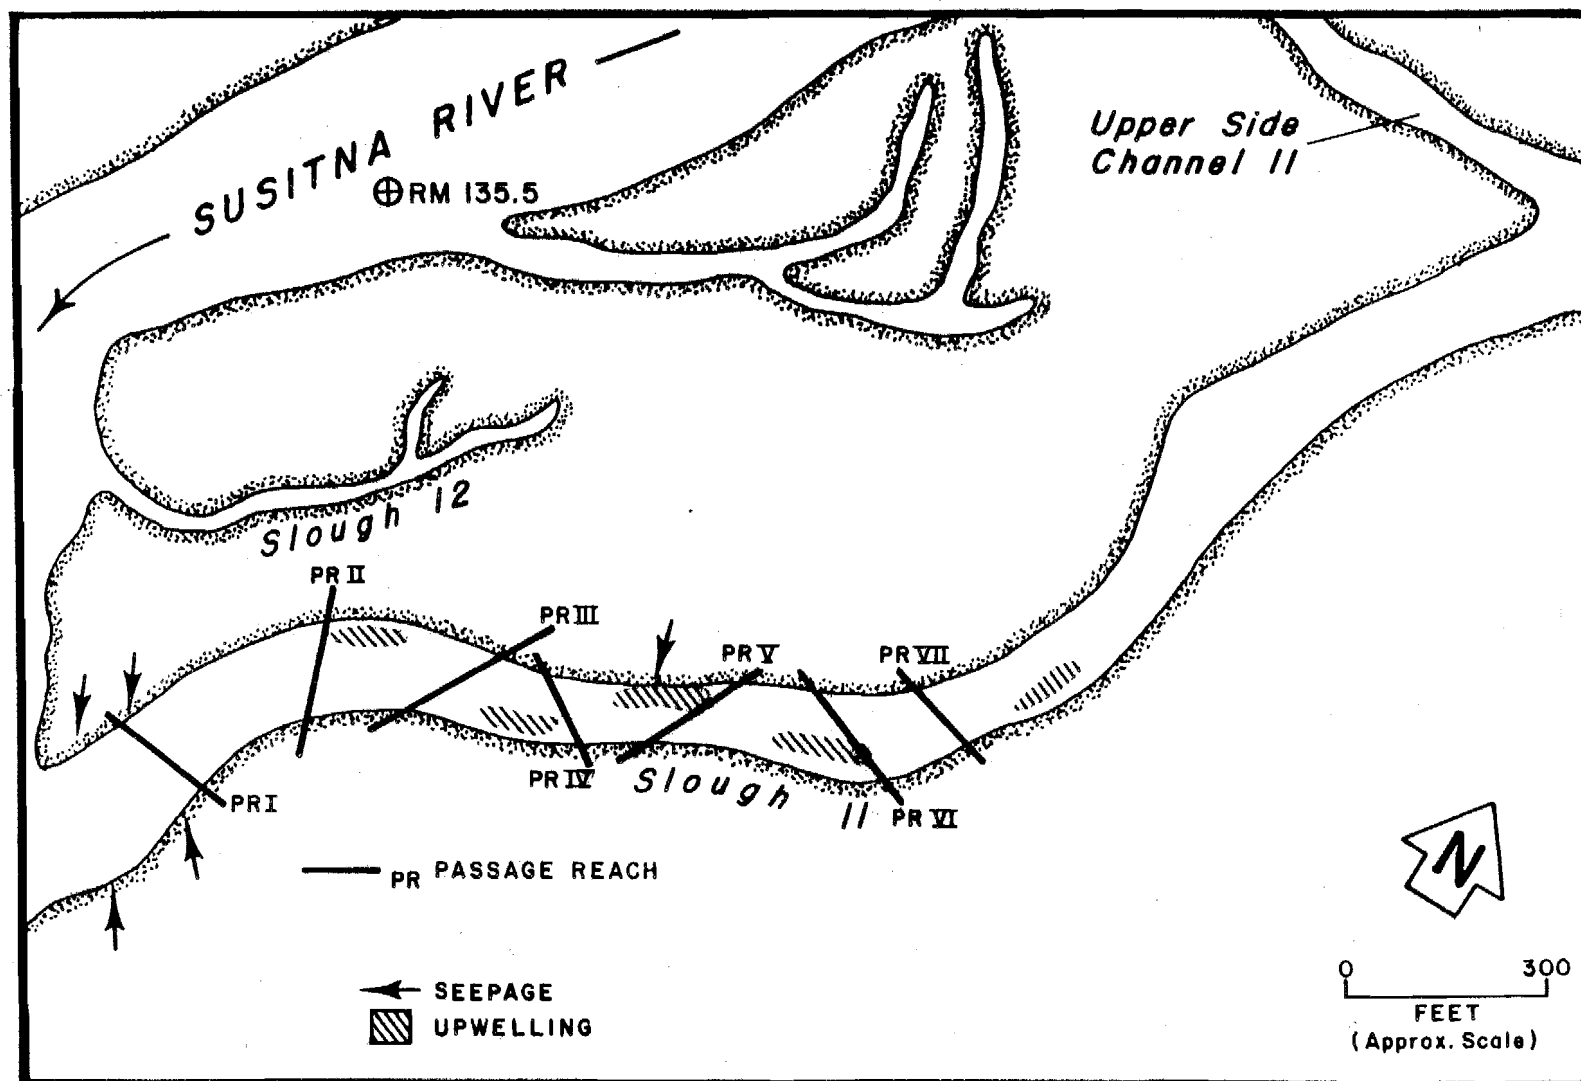 SUSITNA RIVER
RM 135.5
Upper Side
Channel 11
Slough 12
PR II
PR III
PR V
PR VII
PR I
PR IV
Slough 11
PR VI
PR PASSAGE REACH
SEEPAGE
UPWELLING
N
0 300
FEET
(Approx. Scale)